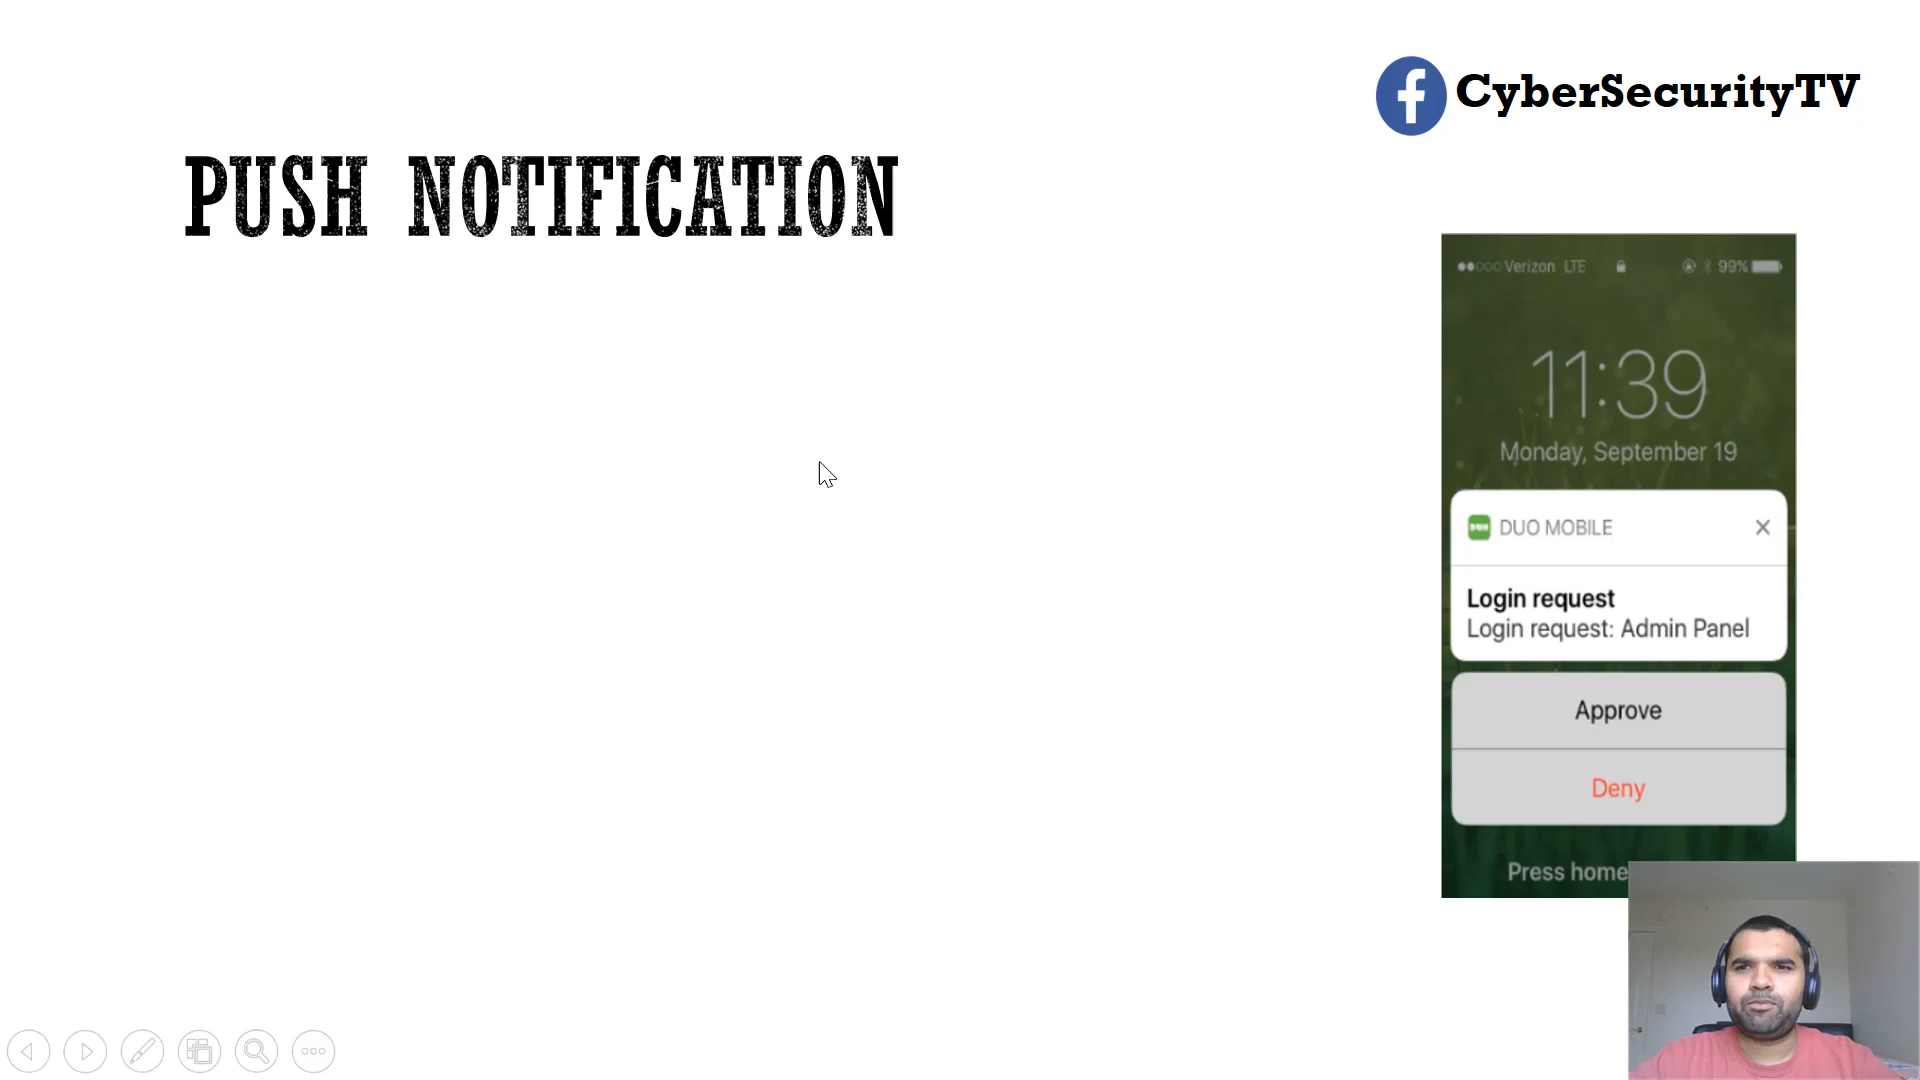 CyberSecurityTV
PUSH NOTIFICATION
Verizon LTE 99%
11:39
Monday, September 19
DUO MOBILE
Login request
Login request: Admin Panel
Approve
Deny
Press home